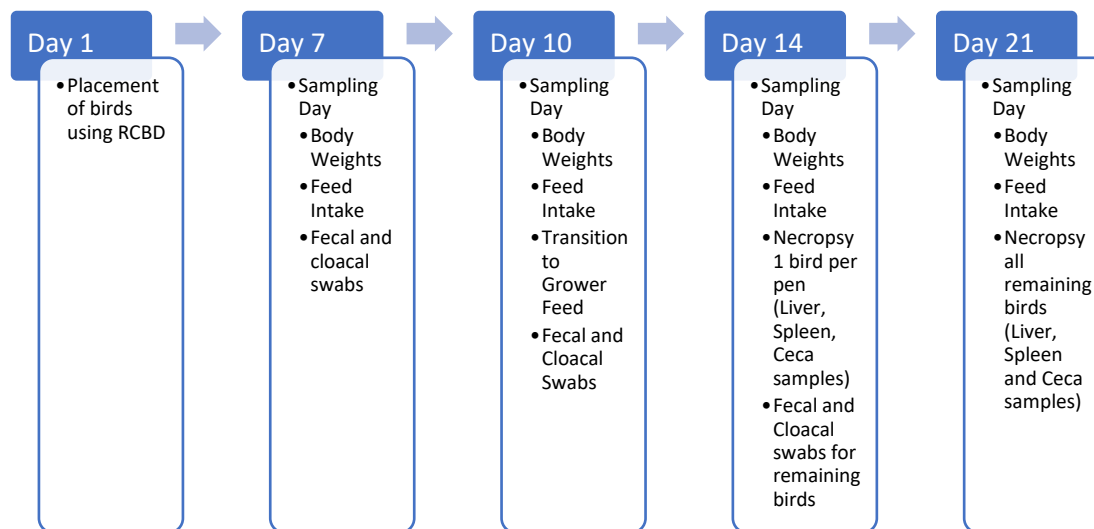 Day 1
•Placement
of birds
using RCBD
Day 7
•Sampling
Day
•Body
Weights
•Feed
Intake
•Fecal and
cloacal
swabs
Day 10
•Sampling
Day
•Body
Weights
•Feed
Intake
•Transition
to
Grower
Feed
•Fecal and
Cloacal
Swabs
Day 14
•Sampling
Day
•Body
Weights
•Feed
Intake
•Necropsy
1 bird per
pen
(Liver,
Spleen,
Ceca
samples)
•Fecal and
Cloacal
swabs for
remaining
birds
Day 21
•Sampling
Day
•Body
Weights
•Feed
Intake
•Necropsy
all
remaining
birds
(Liver,
Spleen
and Ceca
samples)